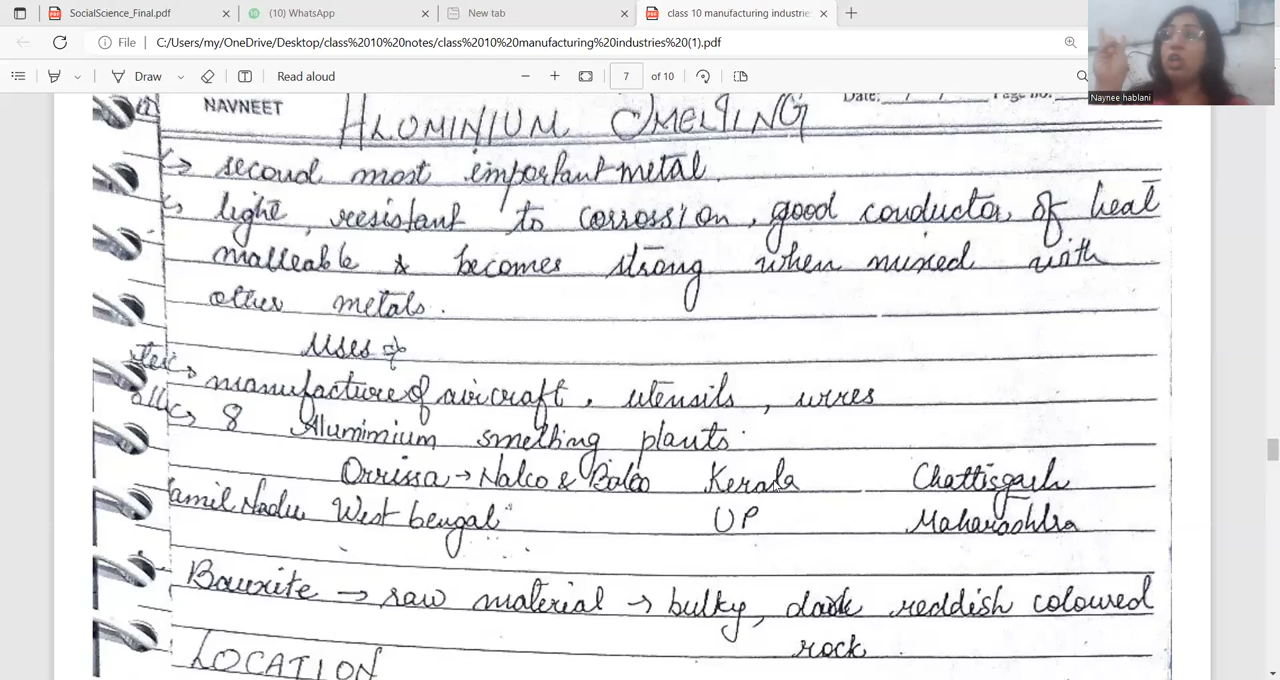 SocialScience_Final.pdf
(10) WhatsApp
New tab
class 10 manufacturing industrie
File
C:/Users/my/OneDrive/Desktop/class%2010%20notes/class%2010%20manufacturing%20industries%20(1).pdf
Draw
Read aloud
7
of 10
Naynee hablani
NAVNEET
Date:
Page No.
ALUMINIUM SMELTING
second most important metal.
light, resistant to corrossion, good conductor of heat
malleable & becomes strong when mixed with
other metals.
Uses
manufacture of aircraft, utensils, wires
8 Aluminium smelting plants.
Orrissa → Nalco & Balco Kerala Chattisgarh
Tamil Nadu West bengal UP Maharashtra
Bauxite → raw material → bulky, dark reddish coloured
rock
LOCATION